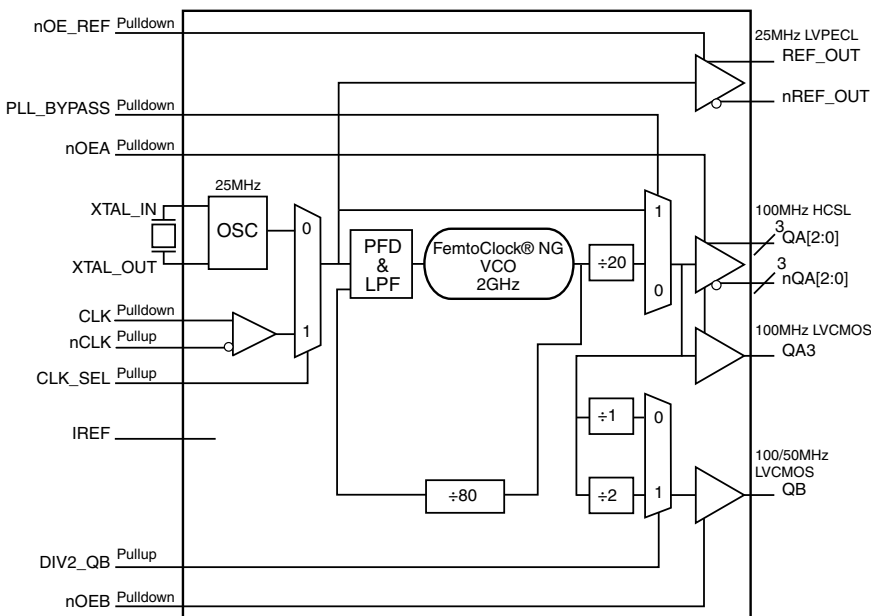 nOE_REF Pulldown
25MHz LVPECL
REF_OUT
nREF_OUT
PLL_BYPASS Pulldown
nOEA Pulldown
25MHz
XTAL_IN
OSC
XTAL_OUT
0
1
CLK Pulldown
nCLK Pullup
CLK_SEL Pullup
IREF
PFD
&
LPF
FemtoClock® NG
VCO
2GHz
÷20
1
0
100MHz HCSL
3
QA[2:0]
3
nQA[2:0]
100MHz LVCMOS
QA3
÷1
0
÷2
1
÷80
100/50MHz
LVCMOS
QB
DIV2_QB Pullup
nOEB Pulldown